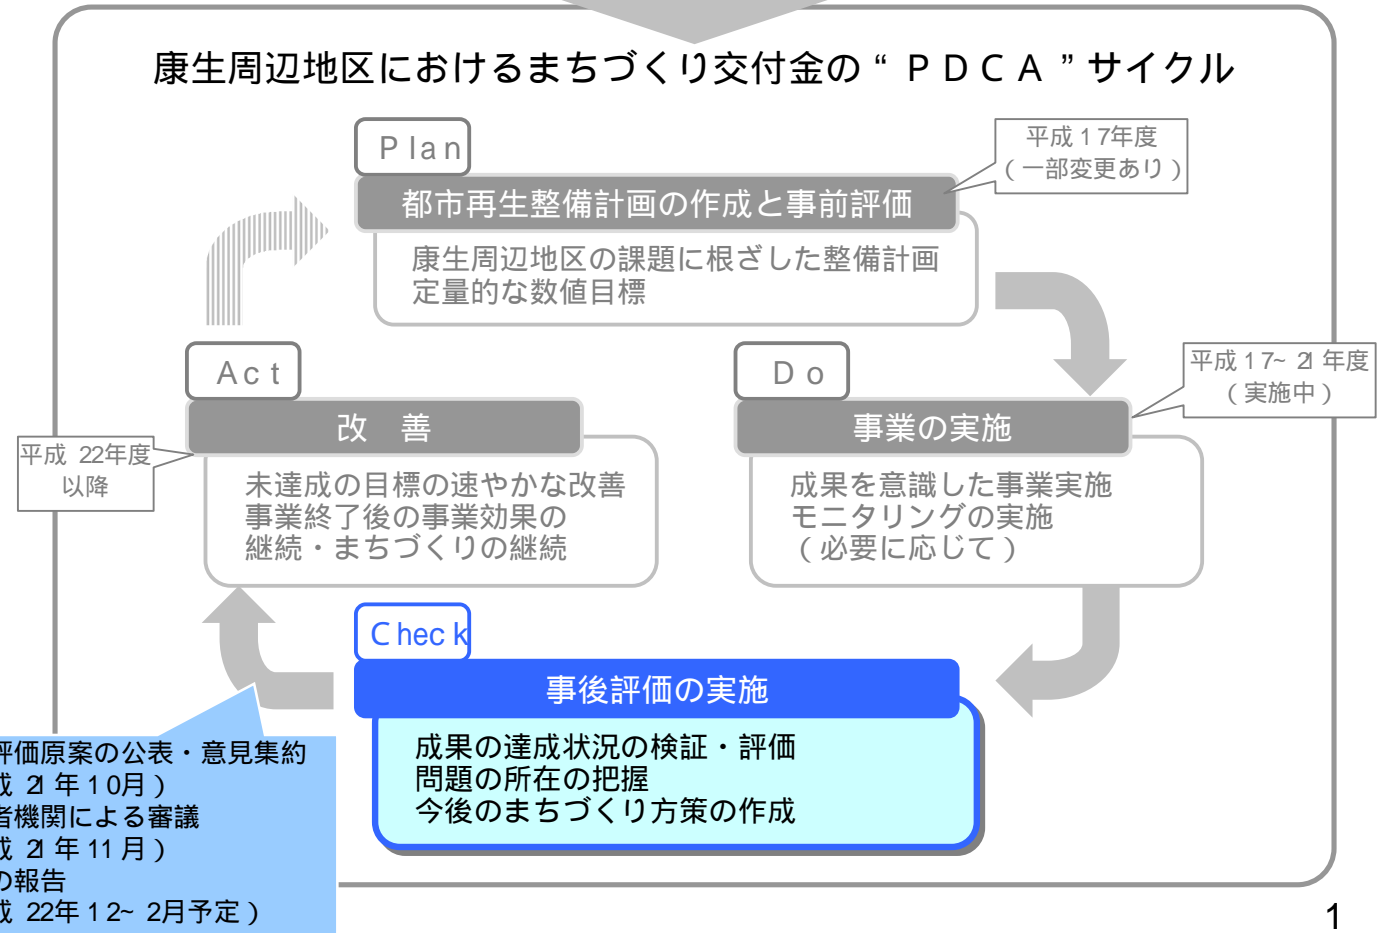 康生周辺地区におけるまちづくり交付金の“ＰＤＣＡ”サイクル
Plan
平成17年度
（一部変更あり）
都市再生整備計画の作成と事前評価
康生周辺地区の課題に根ざした整備計画
定量的な数値目標
Act
改　善
平成 22年度
以降
未達成の目標の速やかな改善
事業終了後の事業効果の
継続・まちづくりの継続
Do
平成17~21年度
（実施中）
事業の実施
成果を意識した事業実施
モニタリングの実施
（必要に応じて）
Check
事後評価の実施
成果の達成状況の検証・評価
問題の所在の把握
今後のまちづくり方策の作成
評価原案の公表・意見集約
成 21年10月）
者機関による審議
成 21年11月）
の報告
成 22年12~2月予定）
1